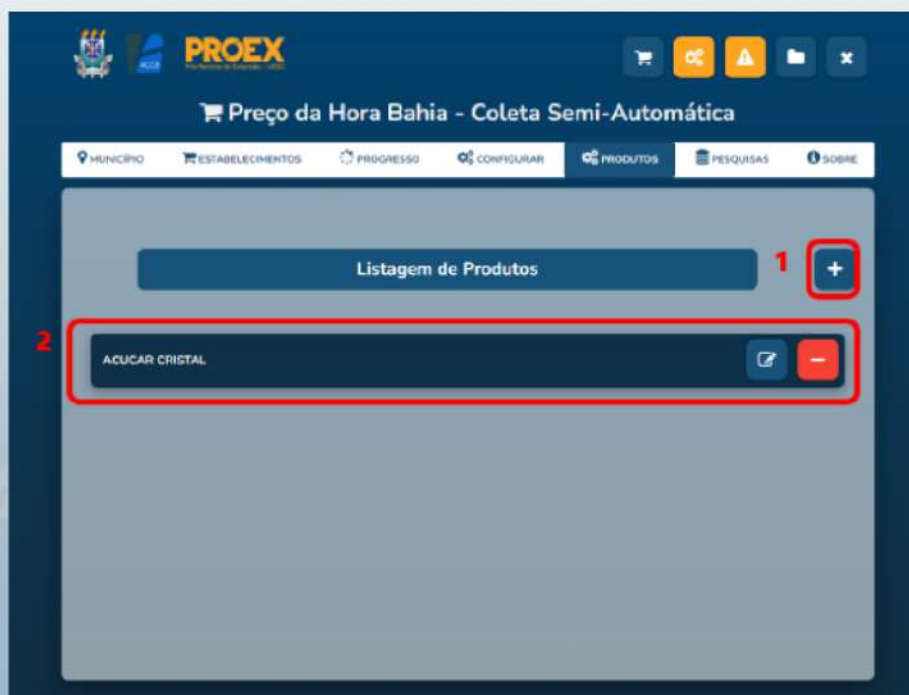 ACCB
PROEX
Preço da Hora Bahia - Coleta Semi-Automática
MUNICÍPIO ESTABELECIMENTOS PROGRESSO CONFIGURAR PRODUTOS PESQUISAS SOBRE
Listagem de Produtos
1
+
2
ACUCAR CRISTAL